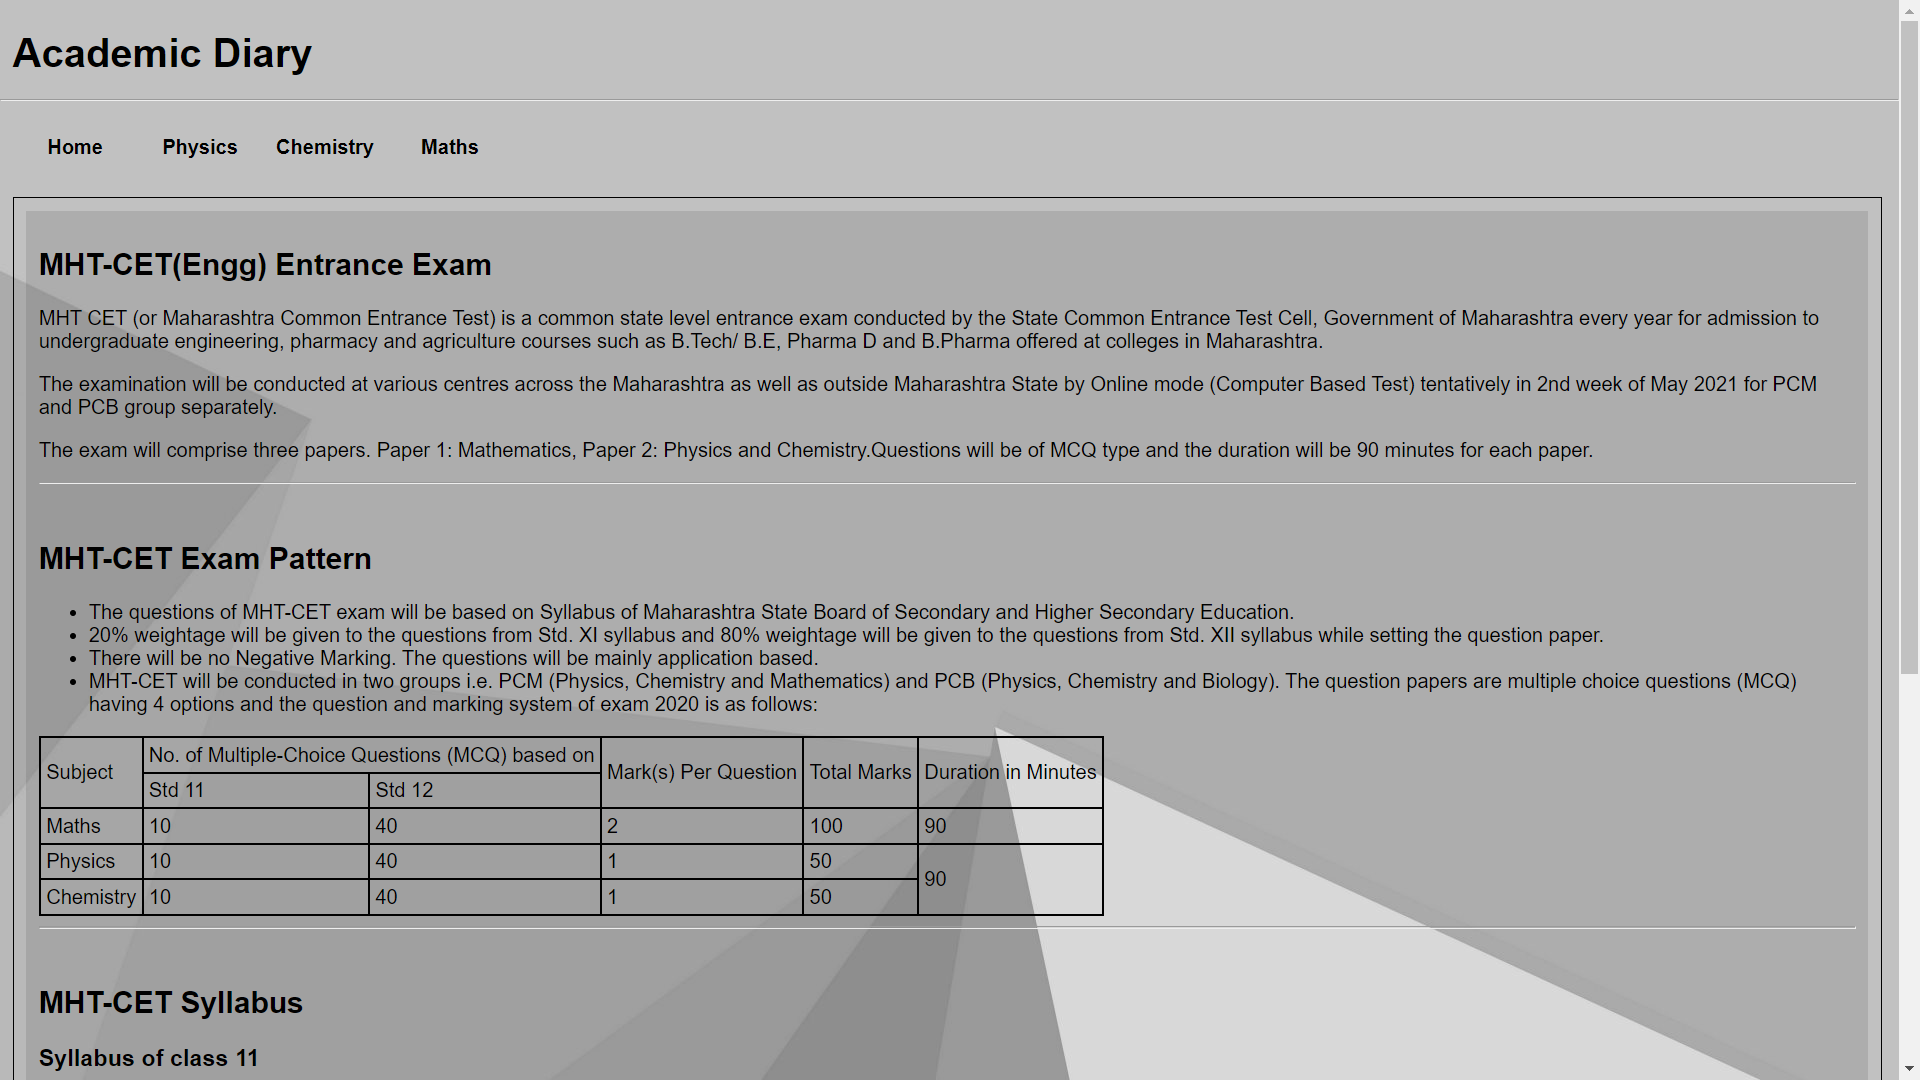 Academic Diary
Home Physics Chemistry Maths
MHT-CET(Engg) Entrance Exam
MHT CET (or Maharashtra Common Entrance Test) is a common state level entrance exam conducted by the State Common Entrance Test Cell, Government of Maharashtra every year for admission to
undergraduate engineering, pharmacy and agriculture courses such as B.Tech/ B.E, Pharma D and B.Pharma offered at colleges in Maharashtra.
The examination will be conducted at various centres across the Maharashtra as well as outside Maharashtra State by Online mode (Computer Based Test) tentatively in 2nd week of May 2021 for PCM
and PCB group separately.
The exam will comprise three papers. Paper 1: Mathematics, Paper 2: Physics and Chemistry.Questions will be of MCQ type and the duration will be 90 minutes for each paper.
MHT-CET Exam Pattern
• The questions of MHT-CET exam will be based on Syllabus of Maharashtra State Board of Secondary and Higher Secondary Education.
• 20% weightage will be given to the questions from Std. XI syllabus and 80% weightage will be given to the questions from Std. XII syllabus while setting the question paper.
• There will be no Negative Marking. The questions will be mainly application based.
• MHT-CET will be conducted in two groups i.e. PCM (Physics, Chemistry and Mathematics) and PCB (Physics, Chemistry and Biology). The question papers are multiple choice questions (MCQ)
having 4 options and the question and marking system of exam 2020 is as follows:
Subject No. of Multiple-Choice Questions (MCQ) based on Mark(s) Per Question Total Marks Duration in Minutes
Std 11 Std 12
Maths 10 40 2 100 90
Physics 10 40 1 50 90
Chemistry 10 40 1 50
MHT-CET Syllabus
Syllabus of class 11